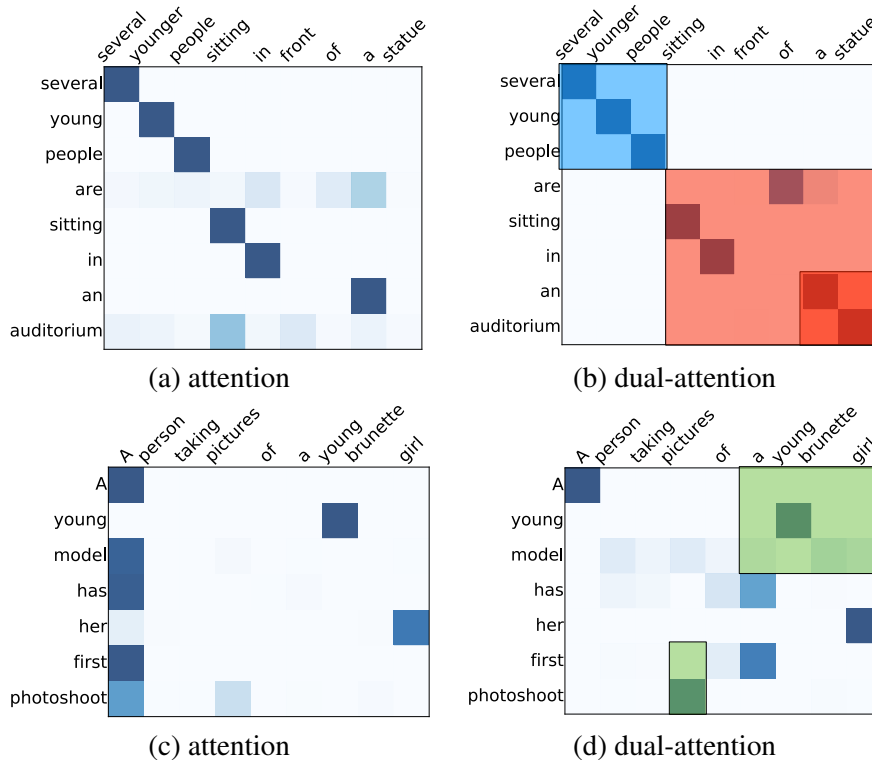 several younger people sitting in front of a statue
several
young
people
are
sitting
in
an
auditorium
(a) attention
several younger people sitting in front of a statue
several
young
people
are
sitting
in
an
auditorium
(b) dual-attention
A person taking pictures of a young brunette girl
A
young
model
has
her
first
photoshoot
(c) attention
A person taking pictures of a young brunette girl
A
young
model
has
her
first
photoshoot
(d) dual-attention